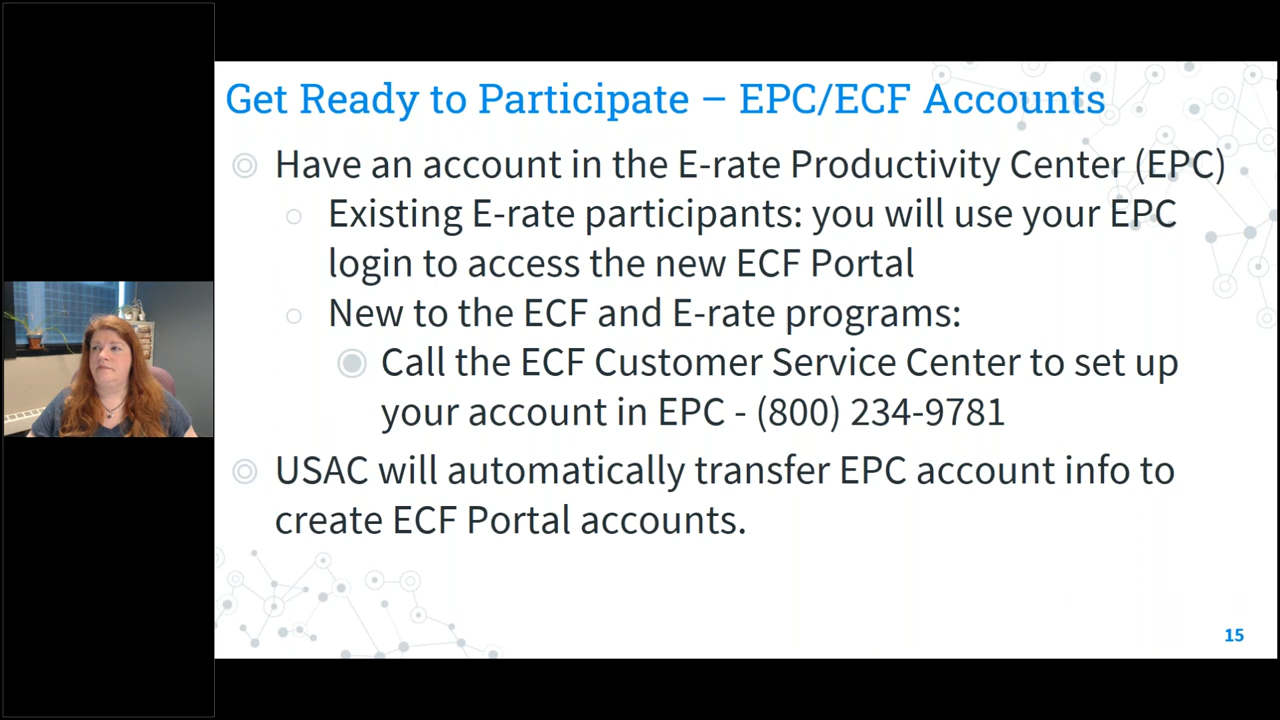 Get Ready to Participate – EPC/ECF Accounts
Have an account in the E-rate Productivity Center (EPC)
Existing E-rate participants: you will use your EPC
login to access the new ECF Portal
New to the ECF and E-rate programs:
Call the ECF Customer Service Center to set up
your account in EPC - (800) 234-9781
USAC will automatically transfer EPC account info to
create ECF Portal accounts.
15